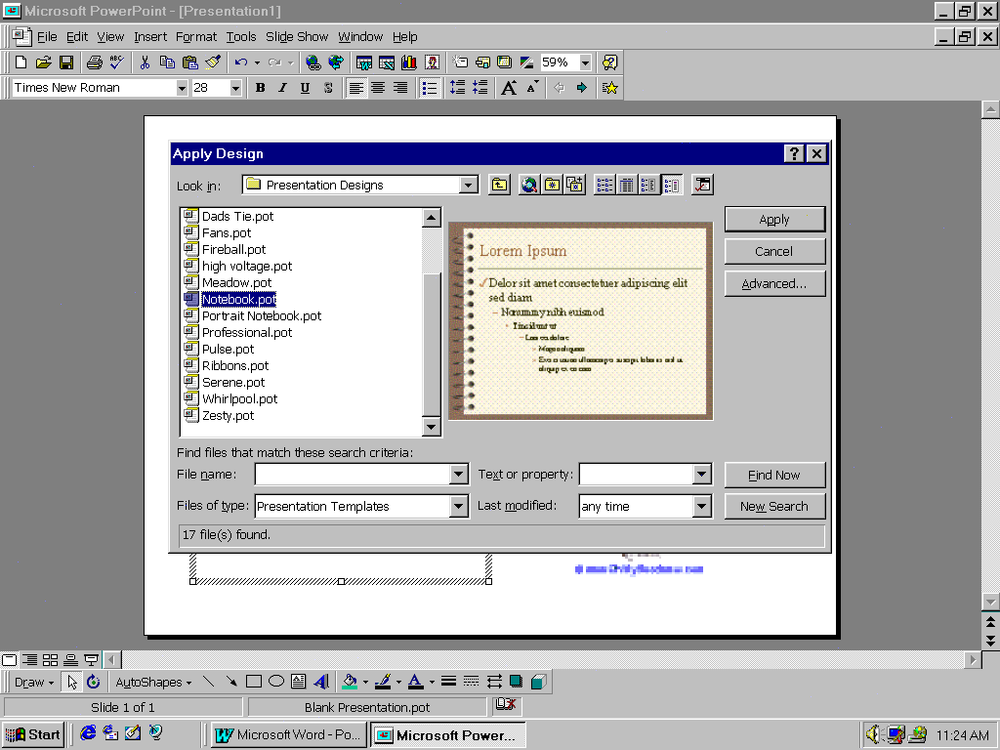 Microsoft PowerPoint - [Presentation1]
File Edit View Insert Format Tools Slide Show Window Help
59%
Times New Roman 28 B I U S A A
Apply Design
Look in: Presentation Designs
Dads Tie.pot
Fans.pot
Fireball.pot
high voltage.pot
Meadow.pot
Notebook.pot
Portrait Notebook.pot
Professional.pot
Pulse.pot
Ribbons.pot
Serene.pot
Whirlpool.pot
Zesty.pot
Lorem Ipsum
Delor sit amet consectetuer adipiscing elit
sed diam
Nonummy nibh euismod
Apply
Cancel
Advanced...
Find files that match these search criteria:
File name: Text or property: Find Now
Files of type: Presentation Templates Last modified: any time New Search
17 file(s) found.
Draw AutoShapes A A
Slide 1 of 1 Blank Presentation.pot
Start Microsoft Word - Po... Microsoft Power... 11:24 AM